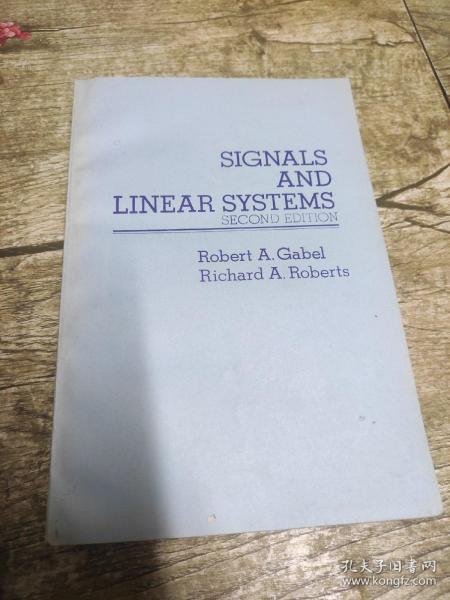 SIGNALS
AND
LINEAR SYSTEMS
SECOND EDITION
Robert A. Gabel
Richard A. Roberts
孔夫子旧书网
www.kongfz.com